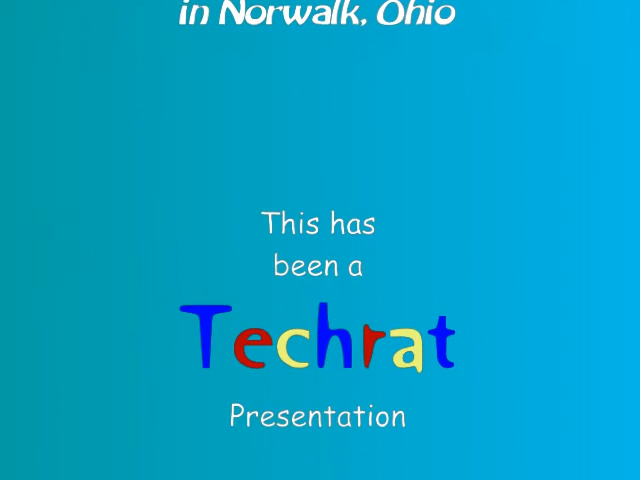 in Norwalk, Ohio
This has
been a
Techrat
Presentation